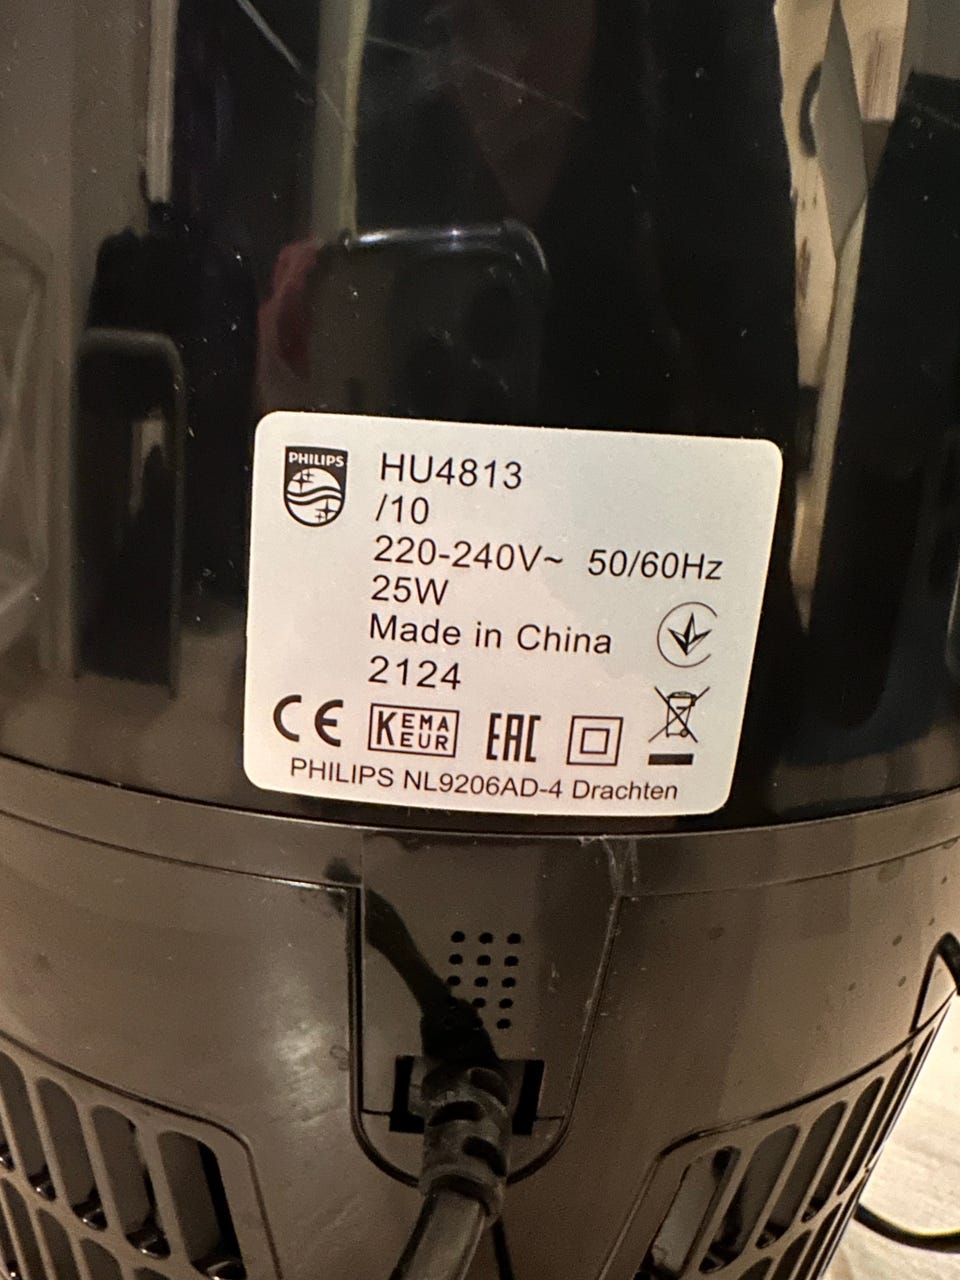 PHILIPS
HU4813
/10
220-240V~ 50/60Hz
25W
Made in China
2124
CE KEMA EUR EAC
PHILIPS NL9206AD-4 Drachten